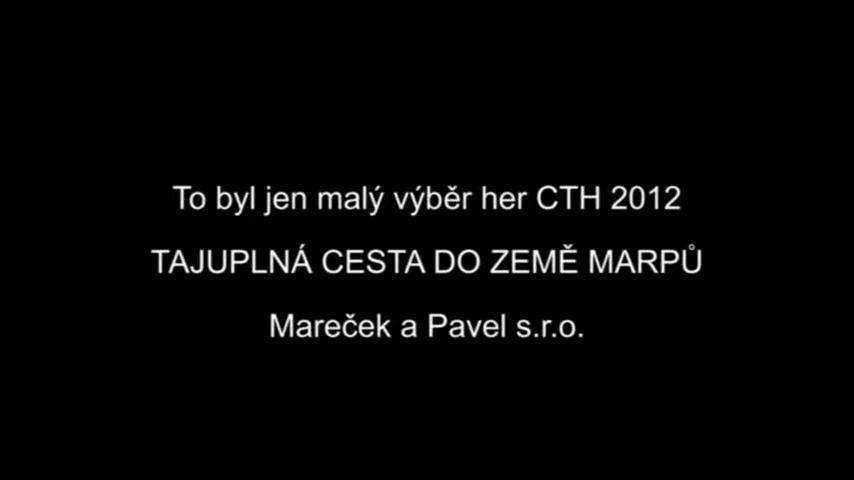 To byl jen malý výběr her CTH 2012
TAJUPLNÁ CESTA DO ZEMĚ MARPŮ
Mareček a Pavel s.r.o.